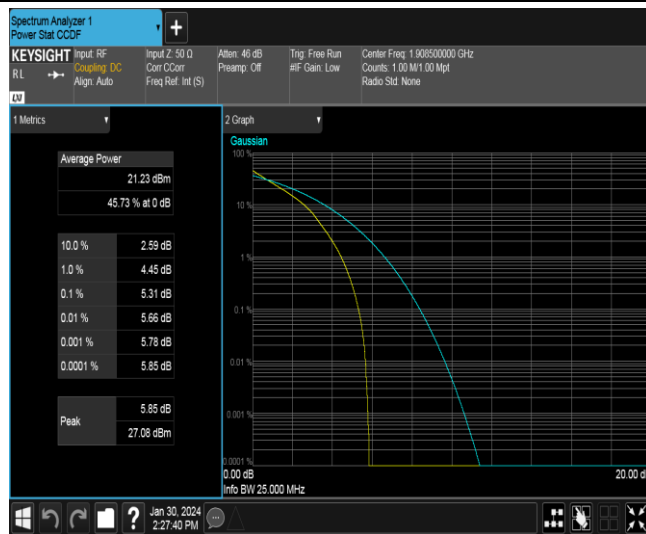 Spectrum Analyzer 1
Power Stat CCDF
+
KEYSIGHT
RL
LXI
Input: RF
Coupling: DC
Align: Auto
Input Z: 50 Ω
Corr CCorr
Freq Ref: Int (S)
Atten: 46 dB
Preamp: Off
Trig: Free Run
#IF Gain: Low
Center Freq: 1.908500000 GHz
Counts: 1.00 M/1.00 Mpt
Radio Std: None
1 Metrics
Average Power
21.23 dBm
45.73 % at 0 dB
10.0 % 2.59 dB
1.0 % 4.45 dB
0.1 % 5.31 dB
0.01 % 5.66 dB
0.001 % 5.78 dB
0.0001 % 5.85 dB
Peak
5.85 dB
27.08 dBm
2 Graph
Gaussian
100 %
10 %
1 %
0.1 %
0.01 %
0.001 %
0.0001 %
0.00 dB
20.00 d
Info BW 25.000 MHz
?
Jan 30, 2024
2:27:40 PM